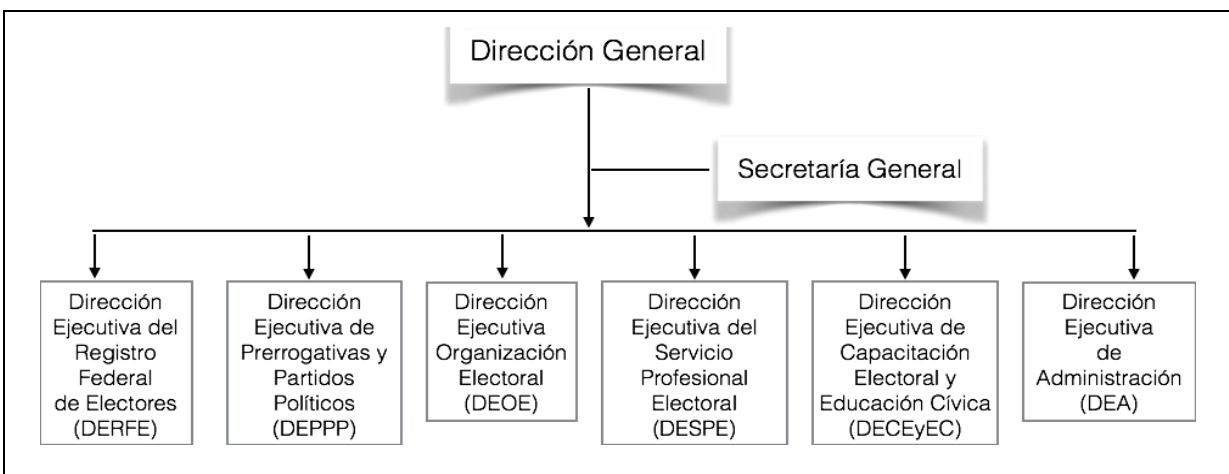 Dirección General
Secretaría General
Dirección
Ejecutiva del
Registro
Federal
de Electores
(DERFE)
Dirección
Ejecutiva de
Prerrogativas y
Partidos
Políticos
(DEPPP)
Dirección
Ejecutiva
Organización
Electoral
(DEOE)
Dirección
Ejecutiva del
Servicio
Profesional
Electoral
(DESPE)
Dirección
Ejecutiva de
Capacitación
Electoral y
Educación Cívica
(DECEyEC)
Dirección
Ejecutiva
de
Administración
(DEA)